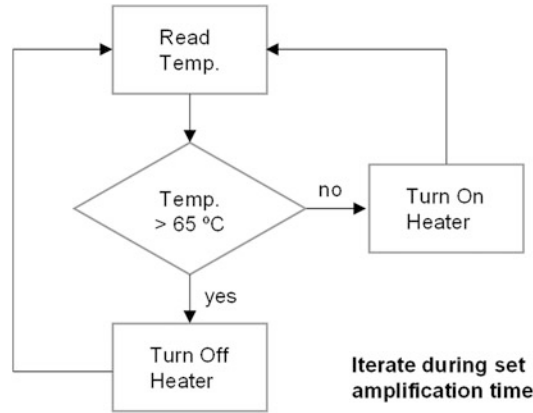 Read
Temp.
Temp.
> 65 ºC
no
Turn On
Heater
yes
Turn Off
Heater
Iterate during set
amplification time